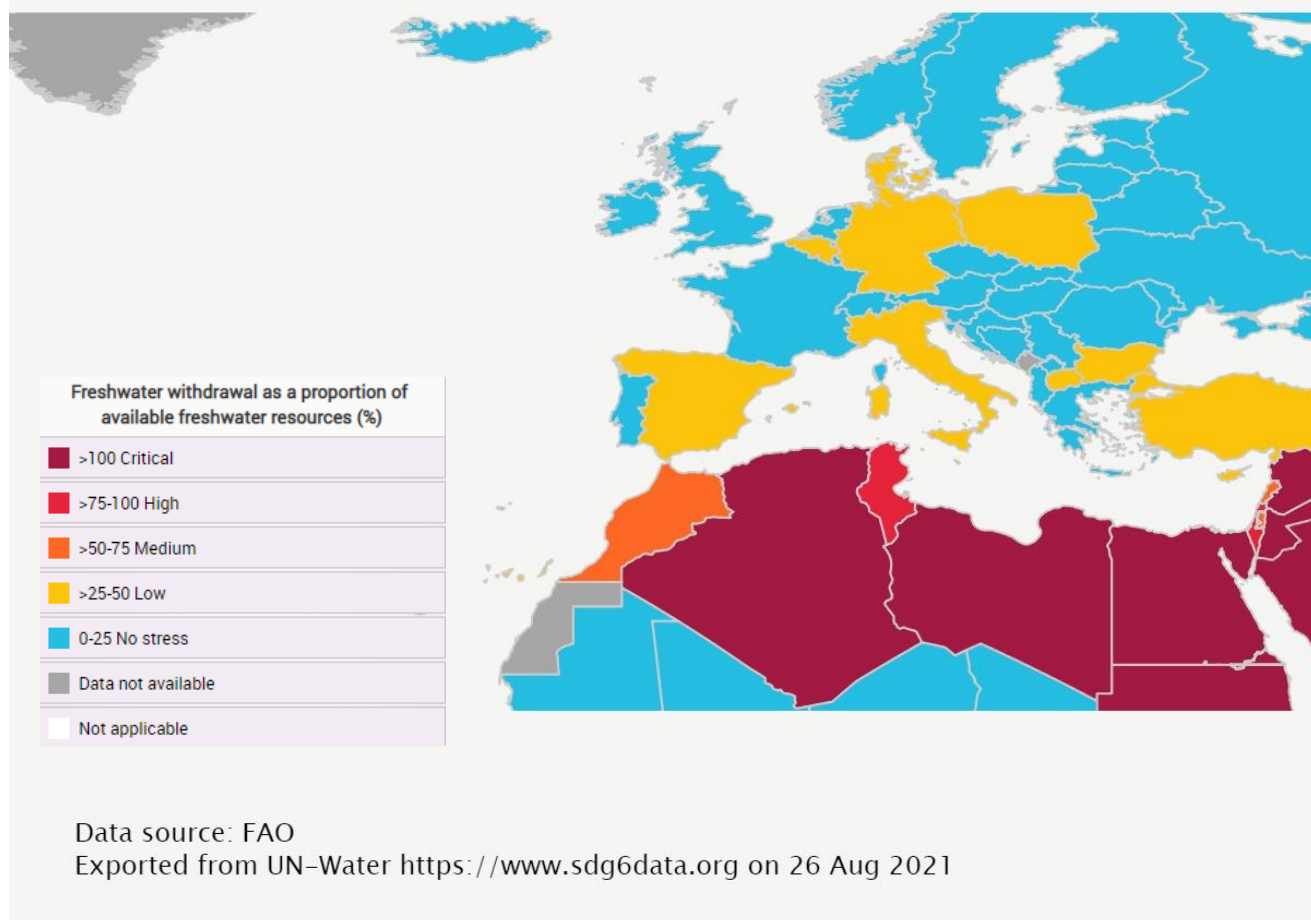 Freshwater withdrawal as a proportion of
available freshwater resources (%)
>100 Critical
>75-100 High
>50-75 Medium
>25-50 Low
0-25 No stress
Data not available
Not applicable
Data source: FAO
Exported from UN-Water https://www.sdg6data.org on 26 Aug 2021